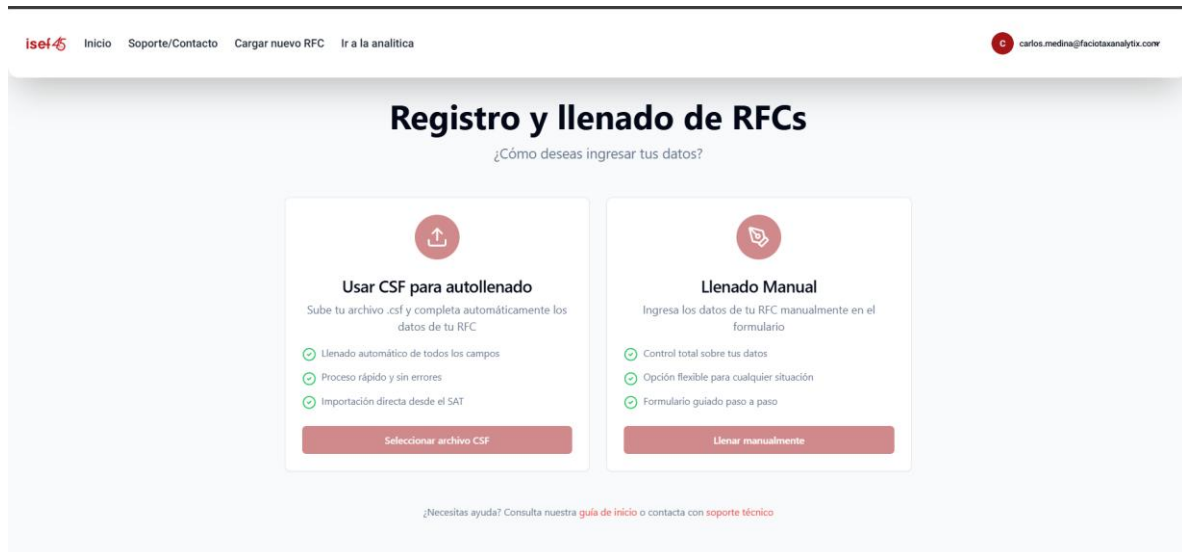 isef 45 Inicio Soporte/Contacto Cargar nuevo RFC Ir a la analitica C carlos.medina@faciotaxanalytix.com
Registro y llenado de RFCs
¿Cómo deseas ingresar tus datos?
Usar CSF para autollenado
Sube tu archivo .csf y completa automáticamente los
datos de tu RFC
Llenado automático de todos los campos
Proceso rápido y sin errores
Importación directa desde el SAT
Seleccionar archivo CSF
Llenado Manual
Ingresa los datos de tu RFC manualmente en el
formulario
Control total sobre tus datos
Opción flexible para cualquier situación
Formulario guiado paso a paso
Llenar manualmente
¿Necesitas ayuda? Consulta nuestra guía de inicio o contacta con soporte técnico